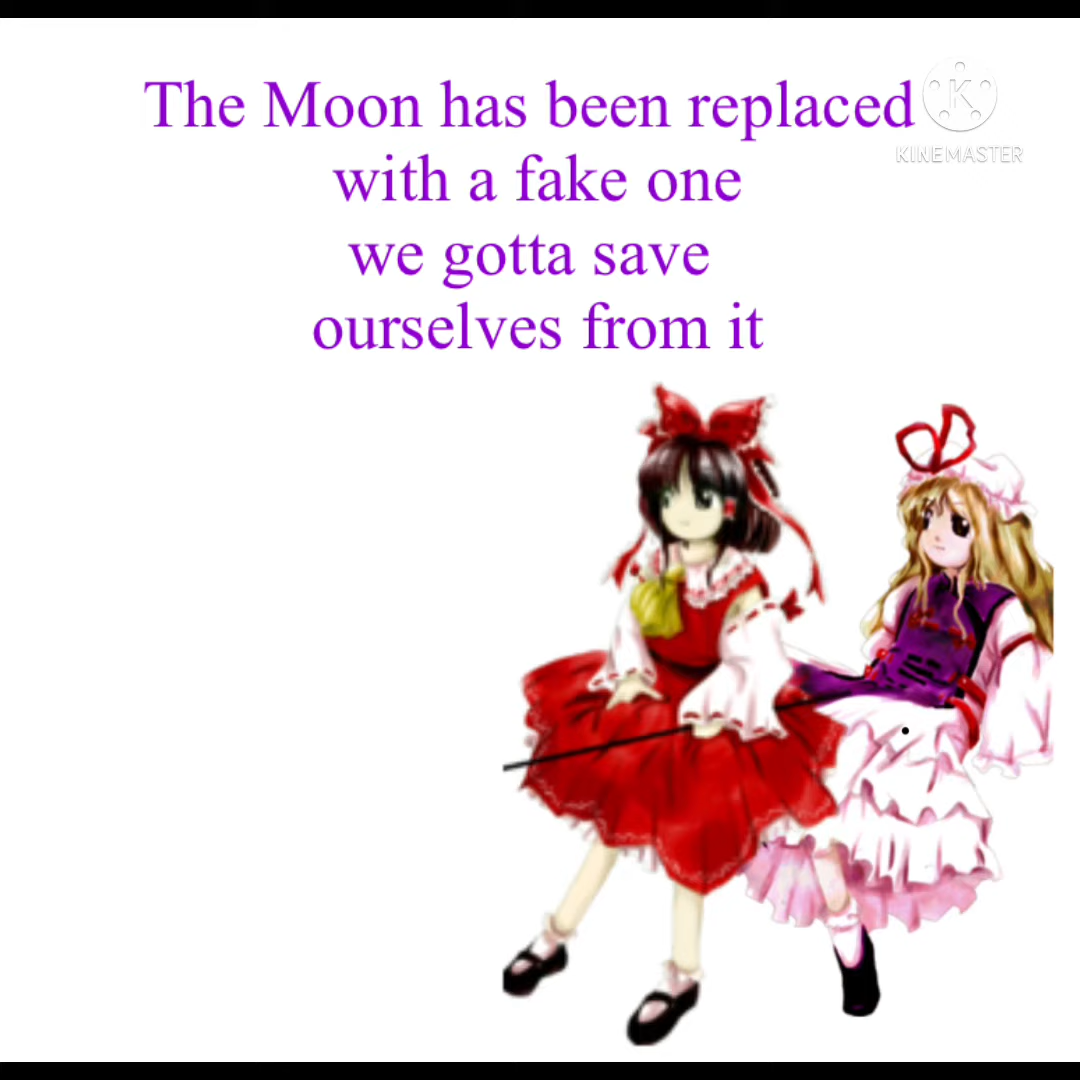 The Moon has been replaced
with a fake one
we gotta save
ourselves from it
K
KINEMASTER